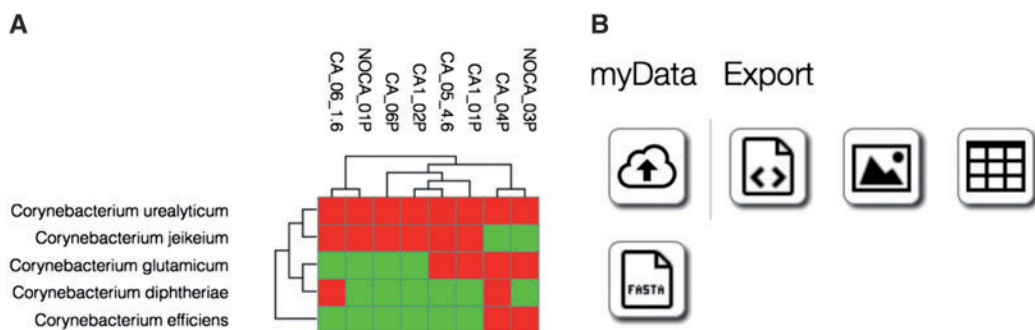 A
CA_06_1.6
NOCA_01P
CA_06P
CA1_02P
CA_05_4.6
CA1_01P
CA_04P
NOCA_03P
Corynebacterium urealyticum
Corynebacterium jeikeium
Corynebacterium glutamicum
Corynebacterium diphtheriae
Corynebacterium efficiens
B
myData Export
FASTA